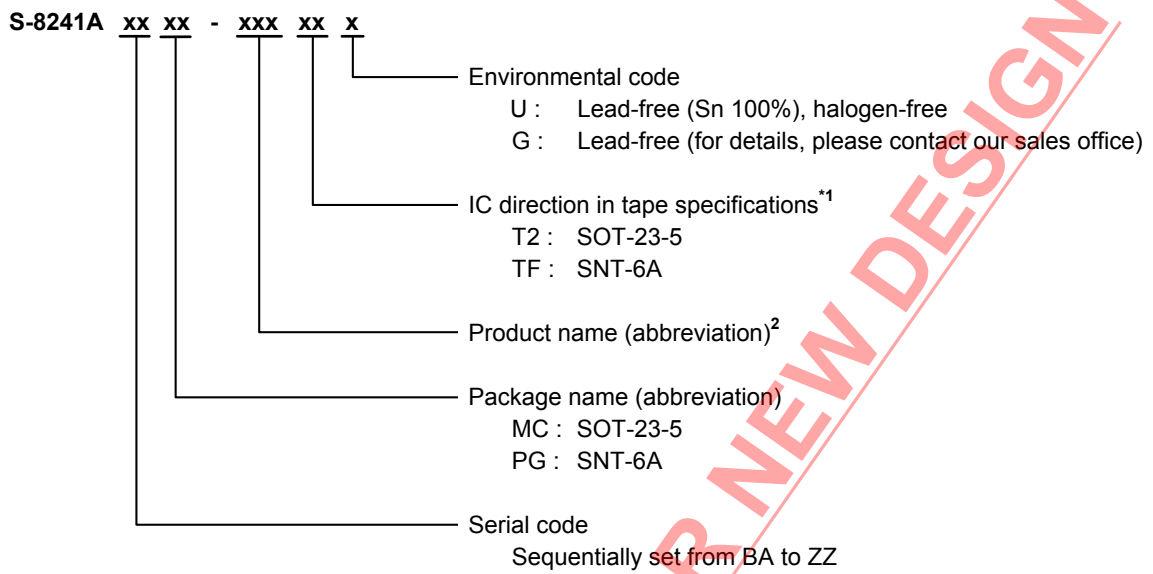 S-8241A xx xx - xxx xx x
Environmental code
U : Lead-free (Sn 100%), halogen-free
G : Lead-free (for details, please contact our sales office)
IC direction in tape specifications*1
T2 : SOT-23-5
TF : SNT-6A
Product name (abbreviation)2
Package name (abbreviation)
MC : SOT-23-5
PG : SNT-6A
Serial code
Sequentially set from BA to ZZ
R NEW DESIGN